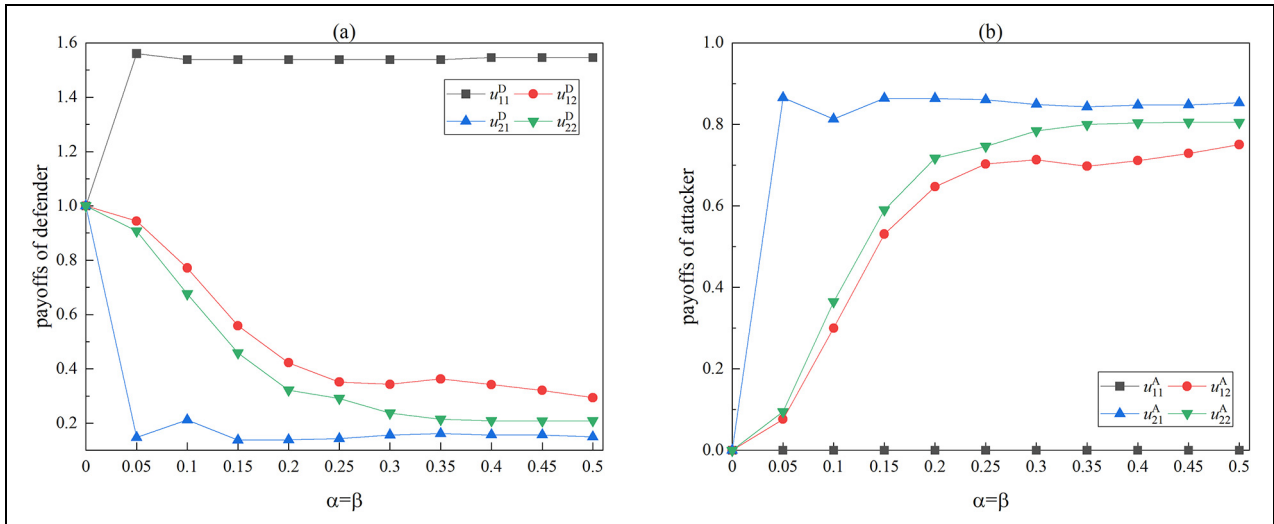 (a)
payoffs of defender
1.6
1.4
1.2
1.0
0.8
0.6
0.4
0.2
u₁₁ᴰ u₁₂ᴰ
u₂₁ᴰ u₂₂ᴰ
0 0.05 0.1 0.15 0.2 0.25 0.3 0.35 0.4 0.45 0.5
α=β
(b)
payoffs of attacker
1.0
0.8
0.6
0.4
0.2
0.0
u₁₁ᴬ u₁₂ᴬ
u₂₁ᴬ u₂₂ᴬ
0 0.05 0.1 0.15 0.2 0.25 0.3 0.35 0.4 0.45 0.5
α=β